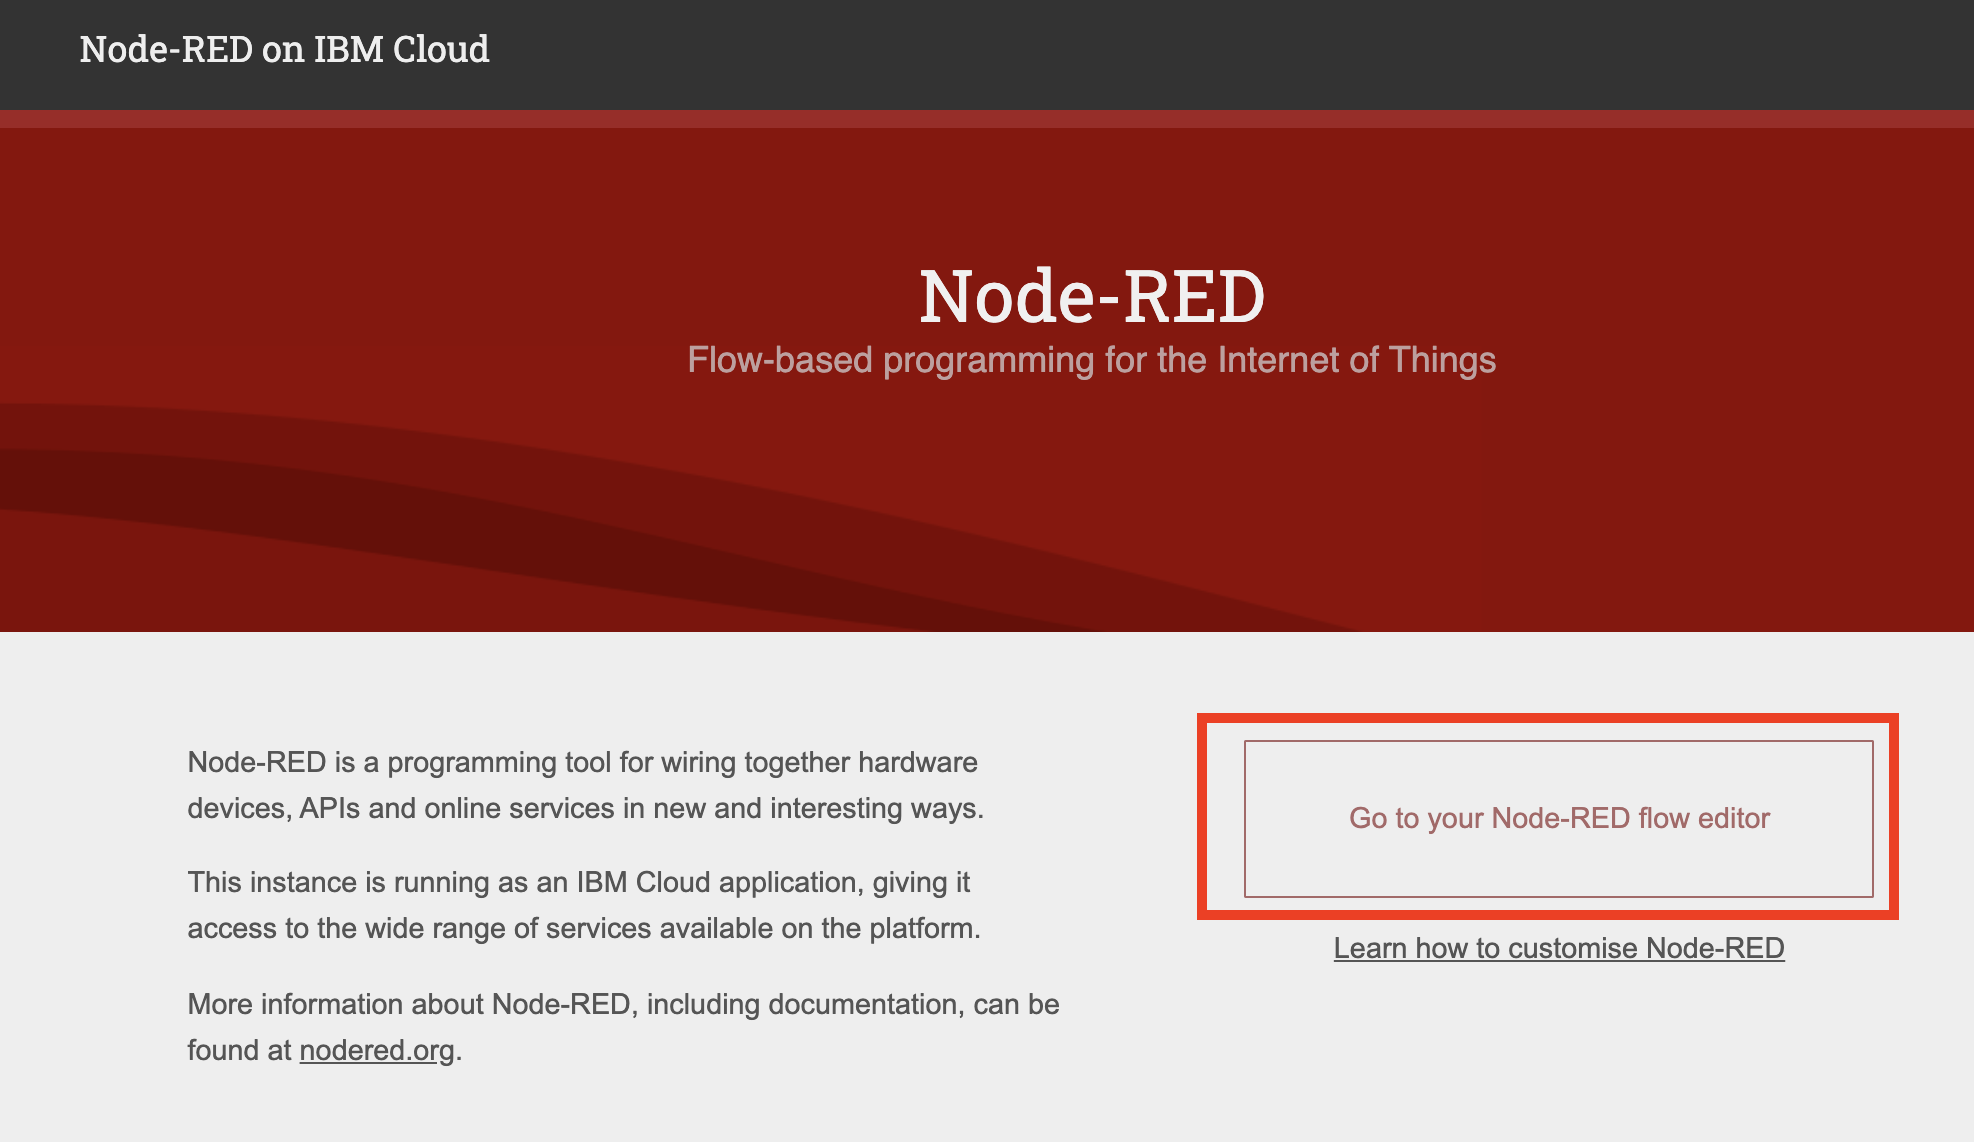 Node-RED on IBM Cloud
Node-RED
Flow-based programming for the Internet of Things
Node-RED is a programming tool for wiring together hardware
devices, APIs and online services in new and interesting ways.
This instance is running as an IBM Cloud application, giving it
access to the wide range of services available on the platform.
More information about Node-RED, including documentation, can be
found at nodered.org.
Go to your Node-RED flow editor
Learn how to customise Node-RED